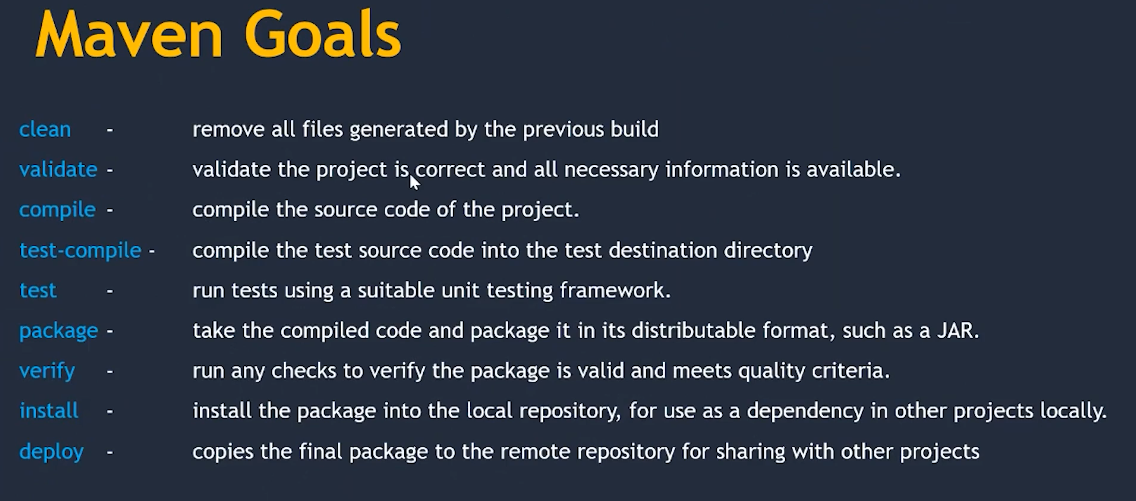 Maven Goals
clean - remove all files generated by the previous build
validate - validate the project is correct and all necessary information is available.
compile - compile the source code of the project.
test-compile - compile the test source code into the test destination directory
test - run tests using a suitable unit testing framework.
package - take the compiled code and package it in its distributable format, such as a JAR.
verify - run any checks to verify the package is valid and meets quality criteria.
install - install the package into the local repository, for use as a dependency in other projects locally.
deploy - copies the final package to the remote repository for sharing with other projects